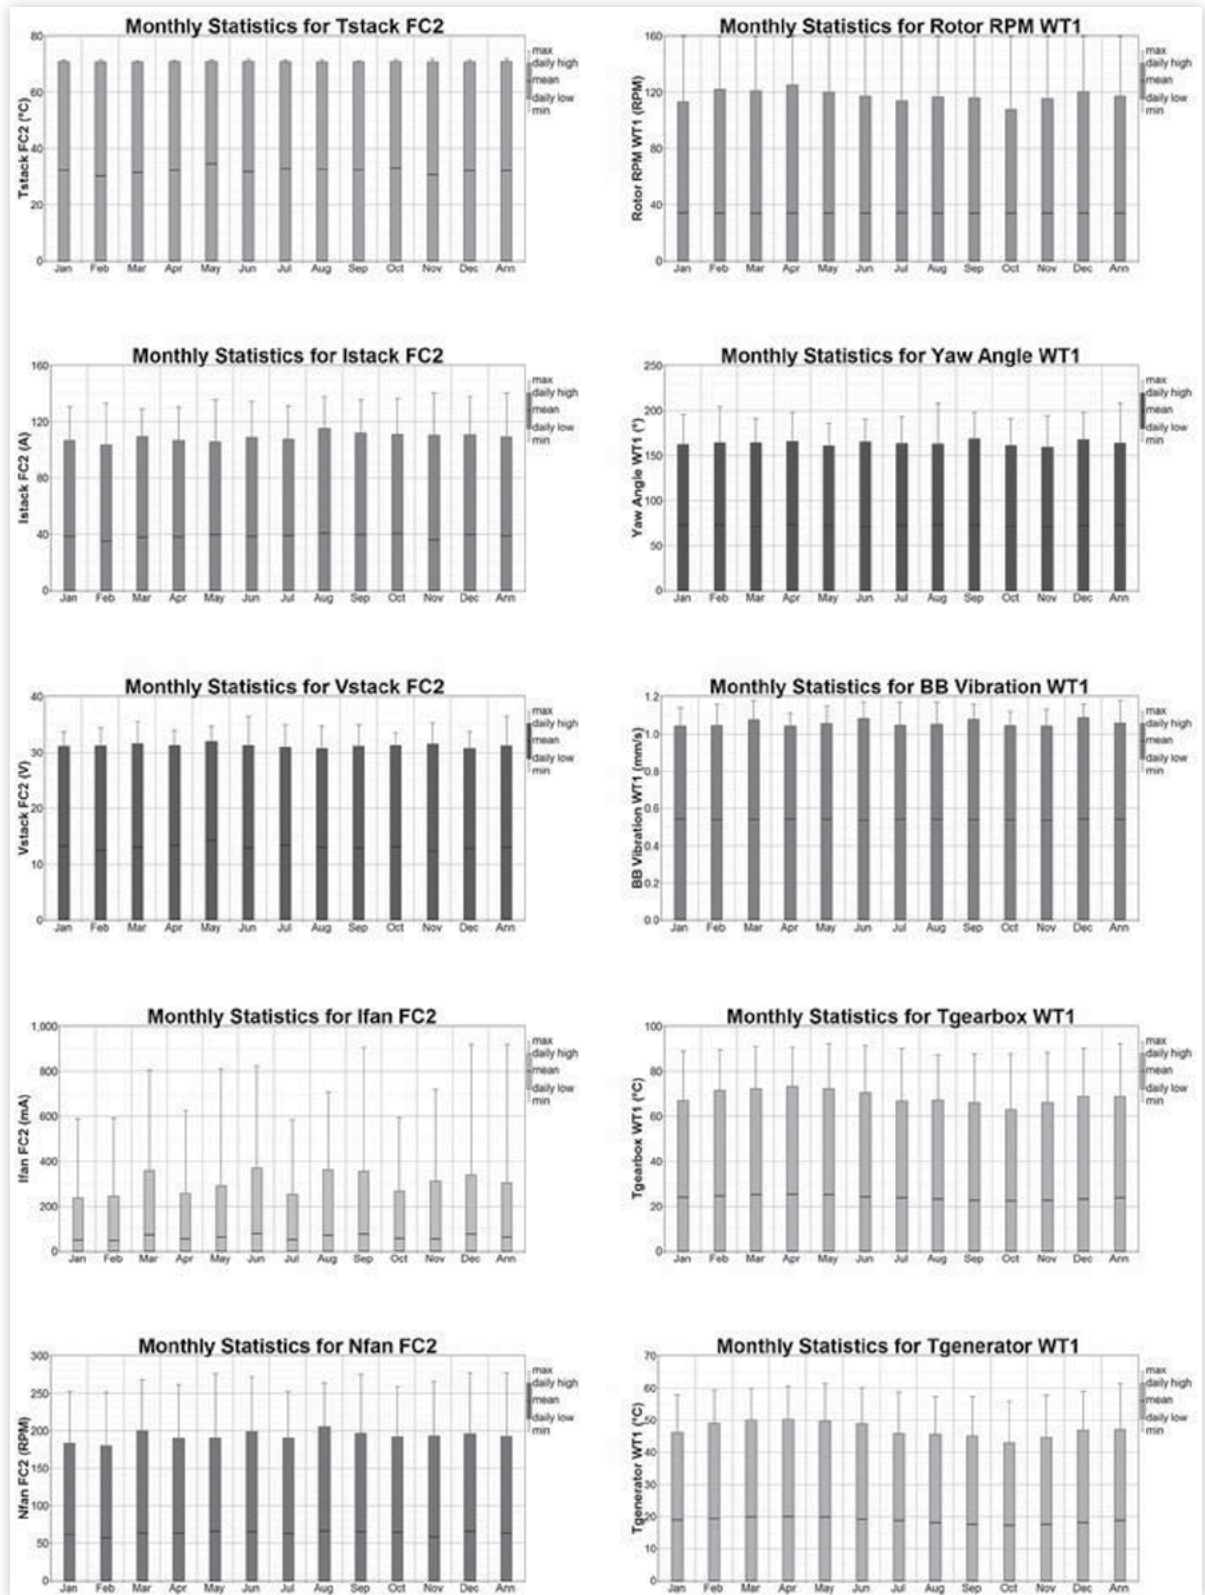 Monthly Statistics for Tstack FC2
80
60
40
20
0
Tstack FC2 (°C)
Jan Feb Mar Apr May Jun Jul Aug Sep Oct Nov Dec Ann
max
daily high
mean
daily low
min
Monthly Statistics for Rotor RPM WT1
160
120
80
40
0
Rotor RPM WT1 (RPM)
Jan Feb Mar Apr May Jun Jul Aug Sep Oct Nov Dec Ann
max
daily high
mean
daily low
min
Monthly Statistics for Istack FC2
160
120
80
40
0
Istack FC2 (A)
Jan Feb Mar Apr May Jun Jul Aug Sep Oct Nov Dec Ann
max
daily high
mean
daily low
min
Monthly Statistics for Yaw Angle WT1
250
200
150
100
50
0
Yaw Angle WT1 (°)
Jan Feb Mar Apr May Jun Jul Aug Sep Oct Nov Dec Ann
max
daily high
mean
daily low
min
Monthly Statistics for Vstack FC2
40
30
20
10
0
Vstack FC2 (V)
Jan Feb Mar Apr May Jun Jul Aug Sep Oct Nov Dec Ann
max
daily high
mean
daily low
min
Monthly Statistics for BB Vibration WT1
1.2
1.0
0.8
0.6
0.4
0.2
0.0
BB Vibration WT1 (mm/s)
Jan Feb Mar Apr May Jun Jul Aug Sep Oct Nov Dec Ann
max
daily high
mean
daily low
min
Monthly Statistics for Ifan FC2
1,000
800
600
400
200
0
Ifan FC2 (mA)
Jan Feb Mar Apr May Jun Jul Aug Sep Oct Nov Dec Ann
max
daily high
mean
daily low
min
Monthly Statistics for Tgearbox WT1
100
80
60
40
20
0
Tgearbox WT1 (°C)
Jan Feb Mar Apr May Jun Jul Aug Sep Oct Nov Dec Ann
max
daily high
mean
daily low
min
Monthly Statistics for Nfan FC2
300
250
200
150
100
50
0
Nfan FC2 (RPM)
Jan Feb Mar Apr May Jun Jul Aug Sep Oct Nov Dec Ann
max
daily high
mean
daily low
min
Monthly Statistics for Tgenerator WT1
70
60
50
40
30
20
10
0
Tgenerator WT1 (°C)
Jan Feb Mar Apr May Jun Jul Aug Sep Oct Nov Dec Ann
max
daily high
mean
daily low
min